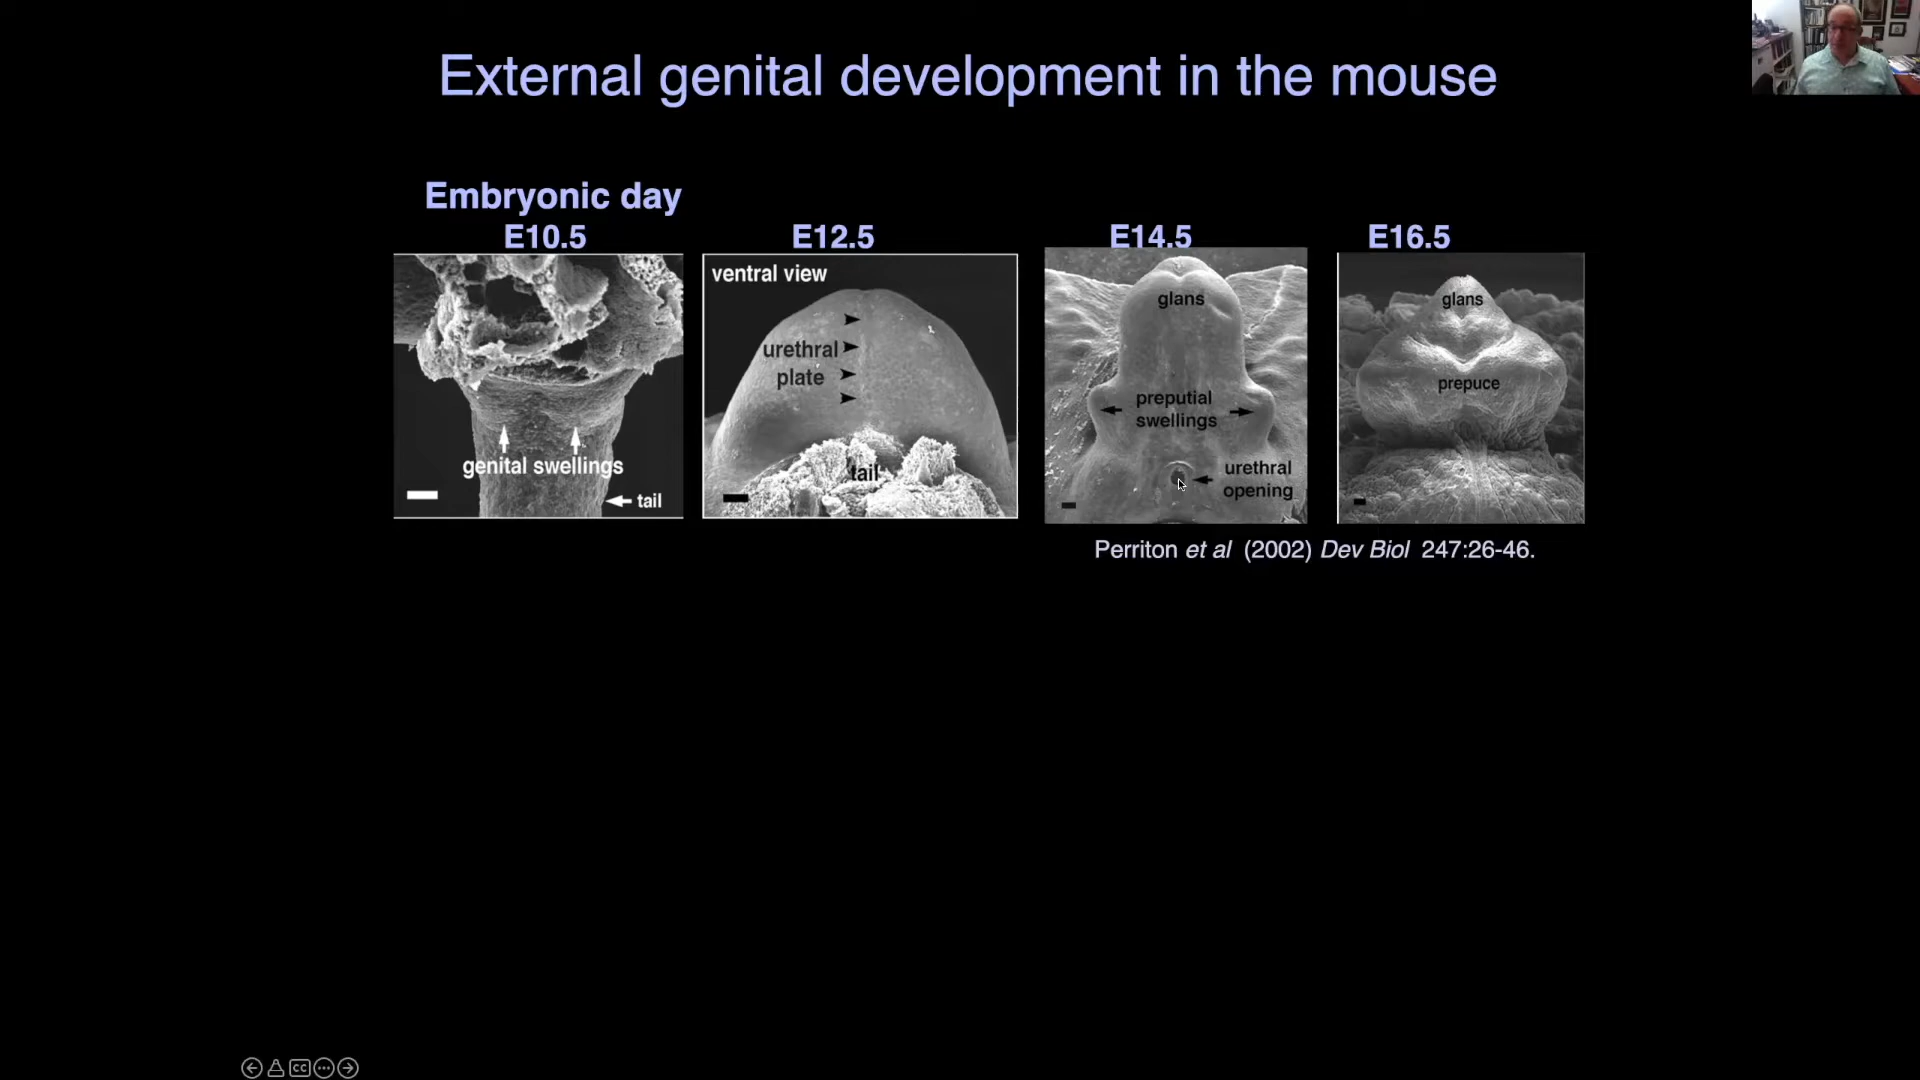 External genital development in the mouse
Embryonic day
E10.5
E12.5
E14.5
E16.5
genital swellings
tail
ventral view
urethral
plate
tail
glans
preputial
swellings
urethral
opening
glans
prepuce
Perriton et al (2002) Dev Biol 247:26-46.
CC